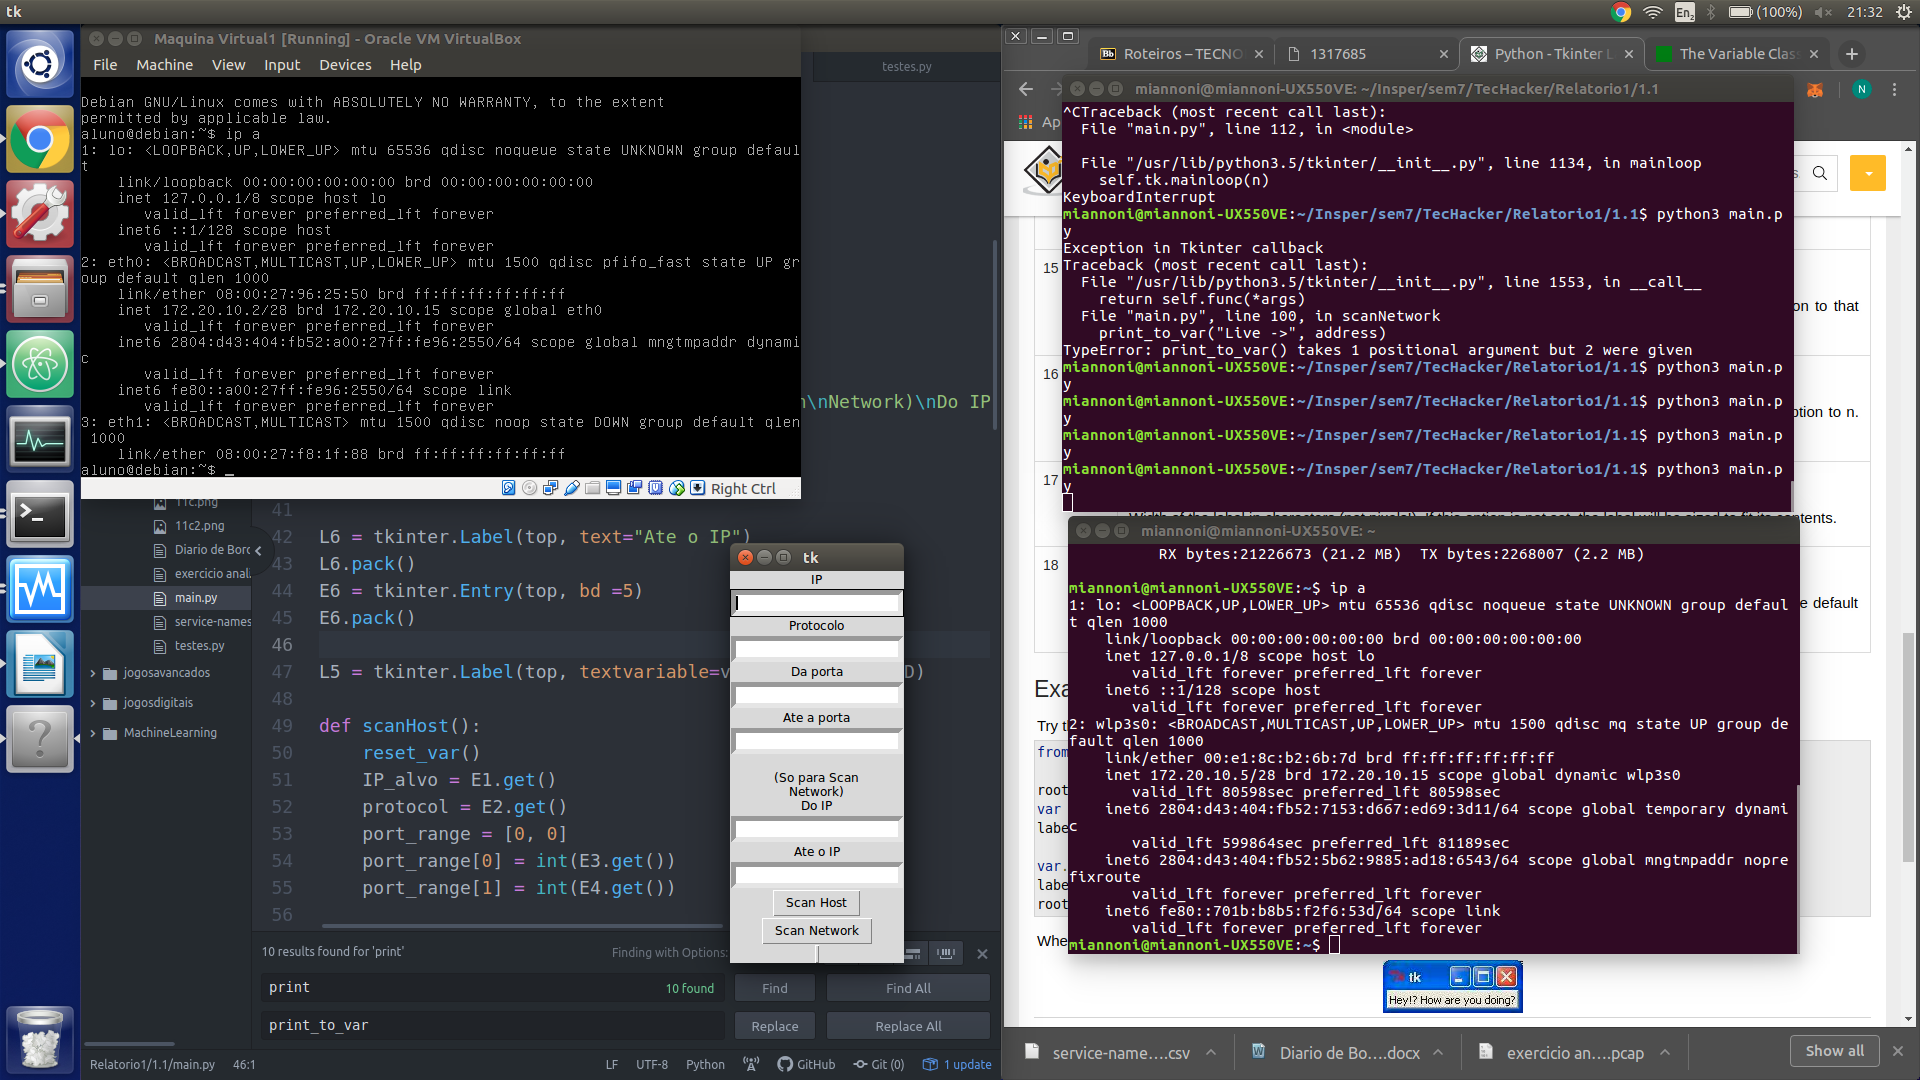 tk
En2
(100%)
21:32
Maquina Virtual1 [Running] - Oracle VM VirtualBox
File Machine View Input Devices Help
Debian GNU/Linux comes with ABSOLUTELY NO WARRANTY, to the extent
permitted by applicable law.
aluno@debian:~$ ip a
1: lo: <LOOPBACK,UP,LOWER_UP> mtu 65536 qdisc noqueue state UNKNOWN group defaul
t
link/loopback 00:00:00:00:00:00 brd 00:00:00:00:00:00
inet 127.0.0.1/8 scope host lo
valid_lft forever preferred_lft forever
inet6 ::1/128 scope host
valid_lft forever preferred_lft forever
2: eth0: <BROADCAST,MULTICAST,UP,LOWER_UP> mtu 1500 qdisc pfifo_fast state UP gr
oup default qlen 1000
link/ether 08:00:27:96:25:50 brd ff:ff:ff:ff:ff:ff
inet 172.20.10.2/28 brd 172.20.10.15 scope global eth0
valid_lft forever preferred_lft forever
inet6 2804:d43:404:fb52:a00:27ff:fe96:2550/64 scope global mngtmpaddr dynami
c
valid_lft forever preferred_lft forever
inet6 fe80::a00:27ff:fe96:2550/64 scope link
valid_lft forever preferred_lft forever
3: eth1: <BROADCAST,MULTICAST> mtu 1500 qdisc noop state DOWN group default qlen
1000
link/ether 08:00:27:f8:1f:88 brd ff:ff:ff:ff:ff:ff
aluno@debian:~$ _
Right Ctrl
testes.py
n\nNetwork)\nDo IP
11c.png
11c2.png
Diario de Bord
exercicio anal
main.py
service-names
testes.py
jogosavancados
jogosdigitais
MachineLearning
41
42 L6 = tkinter.Label(top, text="Ate o IP")
43 L6.pack()
44 E6 = tkinter.Entry(top, bd =5)
45 E6.pack()
46
47 L5 = tkinter.Label(top, textvariable=v D)
48
49 def scanHost():
50 reset_var()
51 IP_alvo = E1.get()
52 protocol = E2.get()
53 port_range = [0, 0]
54 port_range[0] = int(E3.get())
55 port_range[1] = int(E4.get())
56
10 results found for 'print'
Finding with Options:
print
10 found
Find
Find All
print_to_var
Replace
Replace All
Relatorio1/1.1/main.py 46:1
LF UTF-8 Python GitHub Git (0) 1 update
tk
IP
Protocolo
Da porta
Ate a porta
(So para Scan
Network)
Do IP
Ate o IP
Scan Host
Scan Network
Bb Roteiros – TECNO
1317685
Python - Tkinter L
The Variable Clas
Ap
N
miannoni@miannoni-UX550VE: ~/Insper/sem7/TecHacker/Relatorio1/1.1
^CTraceback (most recent call last):
File "main.py", line 112, in <module>
File "/usr/lib/python3.5/tkinter/__init__.py", line 1134, in mainloop
self.tk.mainloop(n)
KeyboardInterrupt
miannoni@miannoni-UX550VE:~/Insper/sem7/TecHacker/Relatorio1/1.1$ python3 main.p
y
Exception in Tkinter callback
Traceback (most recent call last):
File "/usr/lib/python3.5/tkinter/__init__.py", line 1553, in __call__
return self.func(*args)
File "main.py", line 100, in scanNetwork
print_to_var("Live ->", address)
TypeError: print_to_var() takes 1 positional argument but 2 were given
miannoni@miannoni-UX550VE:~/Insper/sem7/TecHacker/Relatorio1/1.1$ python3 main.p
y
miannoni@miannoni-UX550VE:~/Insper/sem7/TecHacker/Relatorio1/1.1$ python3 main.p
y
miannoni@miannoni-UX550VE:~/Insper/sem7/TecHacker/Relatorio1/1.1$ python3 main.p
y
miannoni@miannoni-UX550VE:~/Insper/sem7/TecHacker/Relatorio1/1.1$ python3 main.p
y
s
15
on to that
16
ption to n.
17
ntents.
18
e default
miannoni@miannoni-UX550VE: ~
RX bytes:21226673 (21.2 MB) TX bytes:2268007 (2.2 MB)
miannoni@miannoni-UX550VE:~$ ip a
1: lo: <LOOPBACK,UP,LOWER_UP> mtu 65536 qdisc noqueue state UNKNOWN group defaul
t qlen 1000
link/loopback 00:00:00:00:00:00 brd 00:00:00:00:00:00
inet 127.0.0.1/8 scope host lo
valid_lft forever preferred_lft forever
inet6 ::1/128 scope host
valid_lft forever preferred_lft forever
2: wlp3s0: <BROADCAST,MULTICAST,UP,LOWER_UP> mtu 1500 qdisc mq state UP group de
fault qlen 1000
link/ether 00:e1:8c:b2:6b:7d brd ff:ff:ff:ff:ff:ff
inet 172.20.10.5/28 brd 172.20.10.15 scope global dynamic wlp3s0
valid_lft 80598sec preferred_lft 80598sec
inet6 2804:d43:404:fb52:7153:d667:ed69:3d11/64 scope global temporary dynami
c
valid_lft 599864sec preferred_lft 81189sec
inet6 2804:d43:404:fb52:5b62:9885:ad18:6543/64 scope global mngtmpaddr nopre
fixroute
valid_lft forever preferred_lft forever
inet6 fe80::701b:b8b5:f2f6:53d/64 scope link
valid_lft forever preferred_lft forever
miannoni@miannoni-UX550VE:~$
Exa
Try t
from
root
var
labe
var.
labe
root
Whe
tk
Hey!? How are you doing?
service-name....csv
Diario de Bo....docx
exercicio an....pcap
Show all